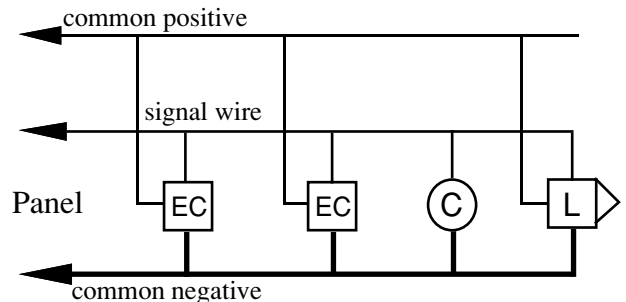 common positive
signal wire
Panel
EC
EC
C
L
common negative